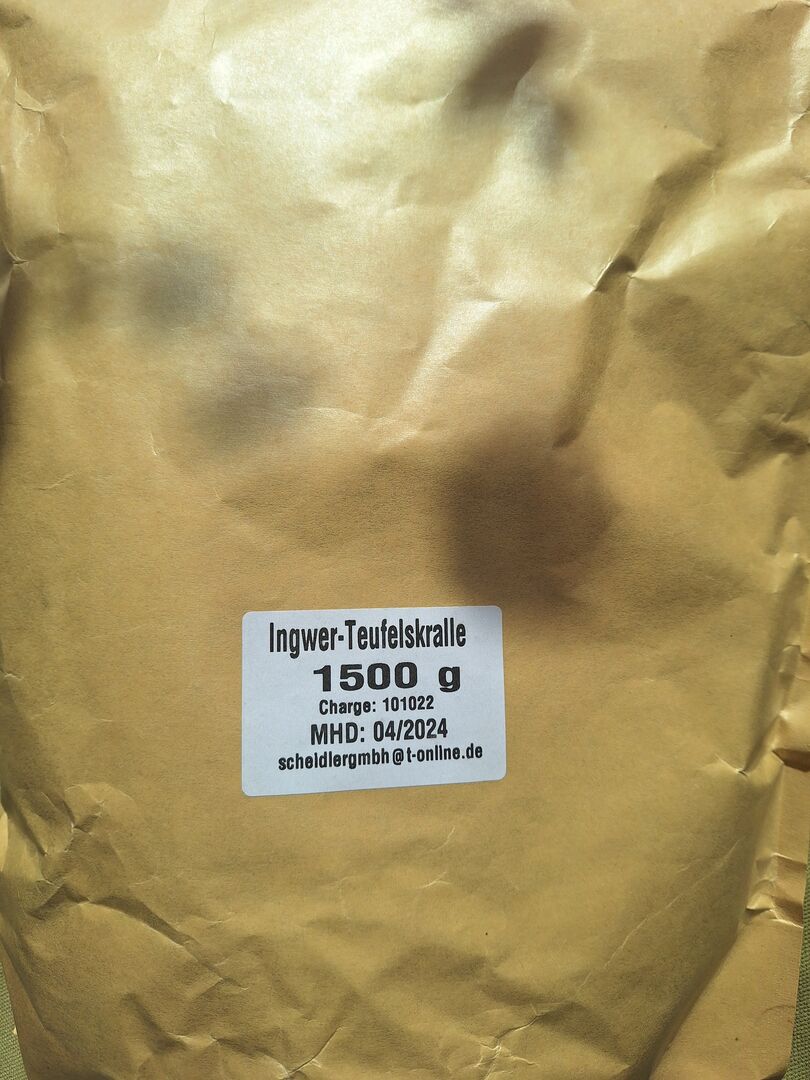 Ingwer-Teufelskralle
1500 g
Charge: 101022
MHD: 04/2024
scheidlergmbh@t-online.de